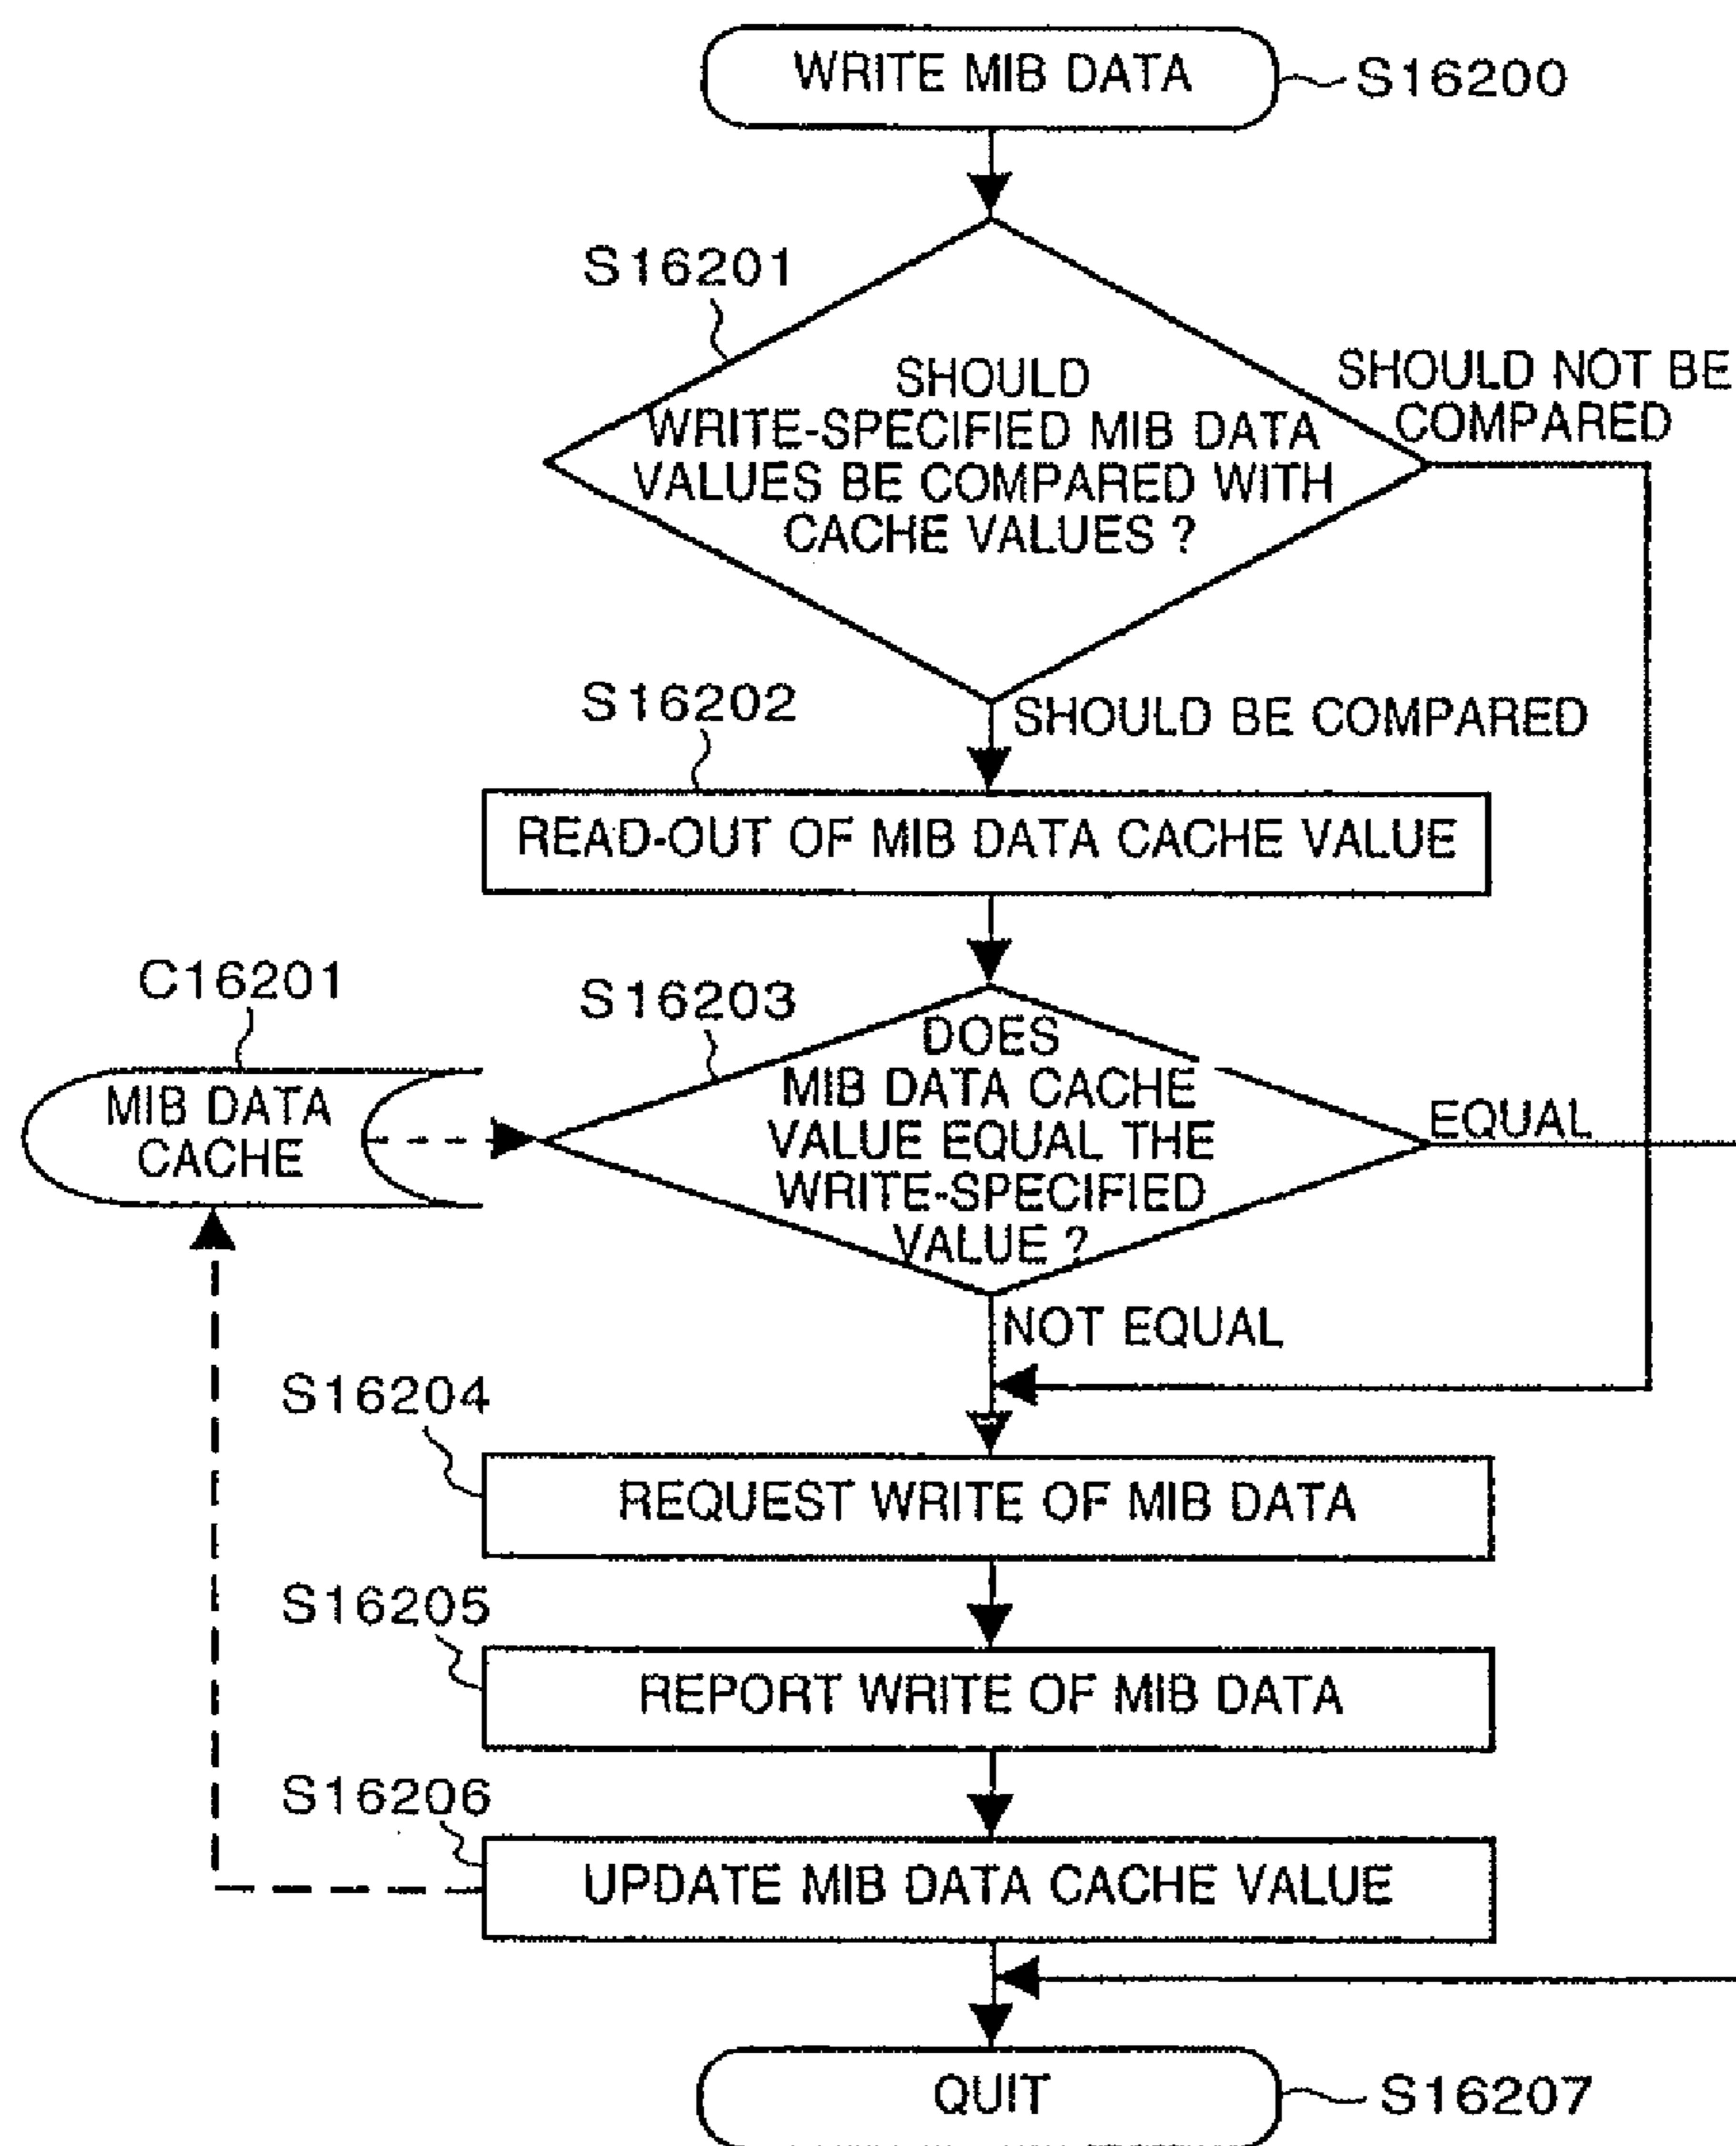 WRITE MIB DATA
S16200
S16201
SHOULD
WRITE-SPECIFIED MIB DATA
VALUES BE COMPARED WITH
CACHE VALUES ?
SHOULD NOT BE
COMPARED
S16202
SHOULD BE COMPARED
READ-OUT OF MIB DATA CACHE VALUE
C16201
MIB DATA
CACHE
S16203
DOES
MIB DATA CACHE
VALUE EQUAL THE
WRITE-SPECIFIED
VALUE ?
EQUAL
NOT EQUAL
S16204
REQUEST WRITE OF MIB DATA
S16205
REPORT WRITE OF MIB DATA
S16206
UPDATE MIB DATA CACHE VALUE
QUIT
S16207